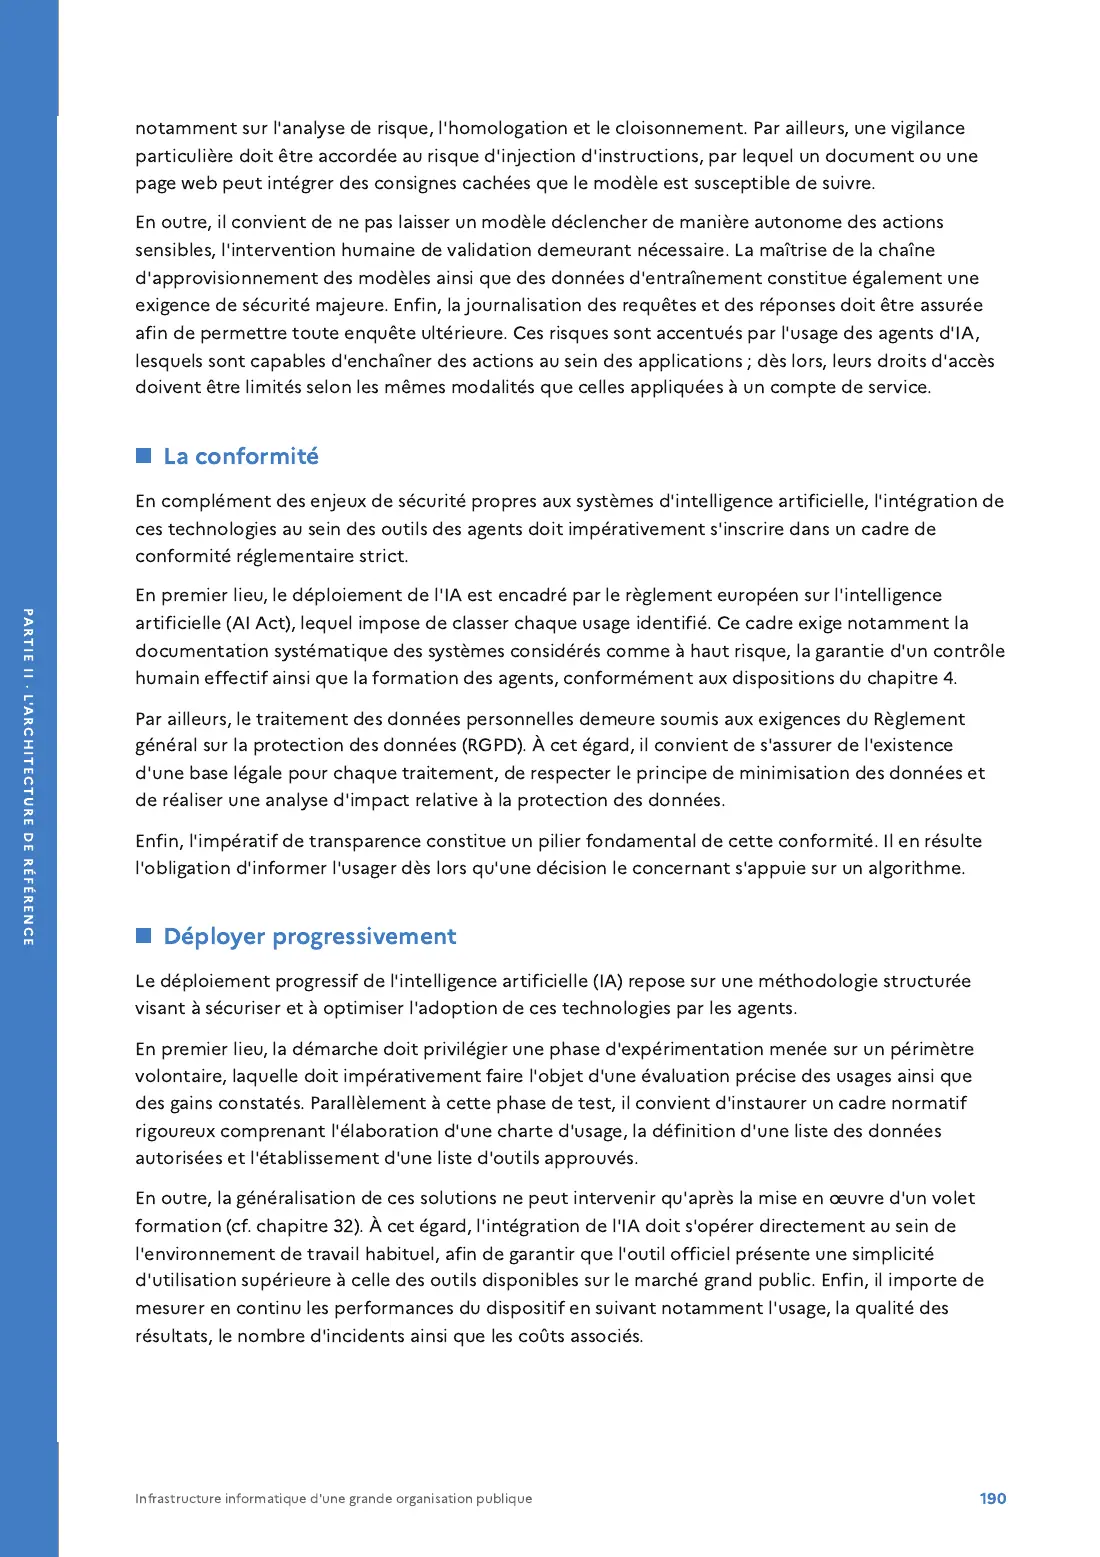 notamment sur l'analyse de risque, l'homologation et le cloisonnement. Par ailleurs, une vigilance
particulière doit être accordée au risque d'injection d'instructions, par lequel un document ou une
page web peut intégrer des consignes cachées que le modèle est susceptible de suivre.
En outre, il convient de ne pas laisser un modèle déclencher de manière autonome des actions
sensibles, l'intervention humaine de validation demeurant nécessaire. La maîtrise de la chaîne
d'approvisionnement des modèles ainsi que des données d'entraînement constitue également une
exigence de sécurité majeure. Enfin, la journalisation des requêtes et des réponses doit être assurée
afin de permettre toute enquête ultérieure. Ces risques sont accentués par l'usage des agents d'IA,
lesquels sont capables d'enchaîner des actions au sein des applications ; dès lors, leurs droits d'accès
doivent être limités selon les mêmes modalités que celles appliquées à un compte de service.
La conformité
En complément des enjeux de sécurité propres aux systèmes d'intelligence artificielle, l'intégration de
ces technologies au sein des outils des agents doit impérativement s'inscrire dans un cadre de
conformité réglementaire strict.
En premier lieu, le déploiement de l'IA est encadré par le règlement européen sur l'intelligence
artificielle (AI Act), lequel impose de classer chaque usage identifié. Ce cadre exige notamment la
documentation systématique des systèmes considérés comme à haut risque, la garantie d'un contrôle
humain effectif ainsi que la formation des agents, conformément aux dispositions du chapitre 4.
Par ailleurs, le traitement des données personnelles demeure soumis aux exigences du Règlement
général sur la protection des données (RGPD). À cet égard, il convient de s'assurer de l'existence
d'une base légale pour chaque traitement, de respecter le principe de minimisation des données et
de réaliser une analyse d'impact relative à la protection des données.
Enfin, l'impératif de transparence constitue un pilier fondamental de cette conformité. Il en résulte
l'obligation d'informer l'usager dès lors qu'une décision le concernant s'appuie sur un algorithme.
Déployer progressivement
Le déploiement progressif de l'intelligence artificielle (IA) repose sur une méthodologie structurée
visant à sécuriser et à optimiser l'adoption de ces technologies par les agents.
En premier lieu, la démarche doit privilégier une phase d'expérimentation menée sur un périmètre
volontaire, laquelle doit impérativement faire l'objet d'une évaluation précise des usages ainsi que
des gains constatés. Parallèlement à cette phase de test, il convient d'instaurer un cadre normatif
rigoureux comprenant l'élaboration d'une charte d'usage, la définition d'une liste des données
autorisées et l'établissement d'une liste d'outils approuvés.
En outre, la généralisation de ces solutions ne peut intervenir qu'après la mise en œuvre d'un volet
formation (cf. chapitre 32). À cet égard, l'intégration de l'IA doit s'opérer directement au sein de
l'environnement de travail habituel, afin de garantir que l'outil officiel présente une simplicité
d'utilisation supérieure à celle des outils disponibles sur le marché grand public. Enfin, il importe de
mesurer en continu les performances du dispositif en suivant notamment l'usage, la qualité des
résultats, le nombre d'incidents ainsi que les coûts associés.
PARTIE II · L'ARCHITECTURE DE RÉFÉRENCE
Infrastructure informatique d'une grande organisation publique
190